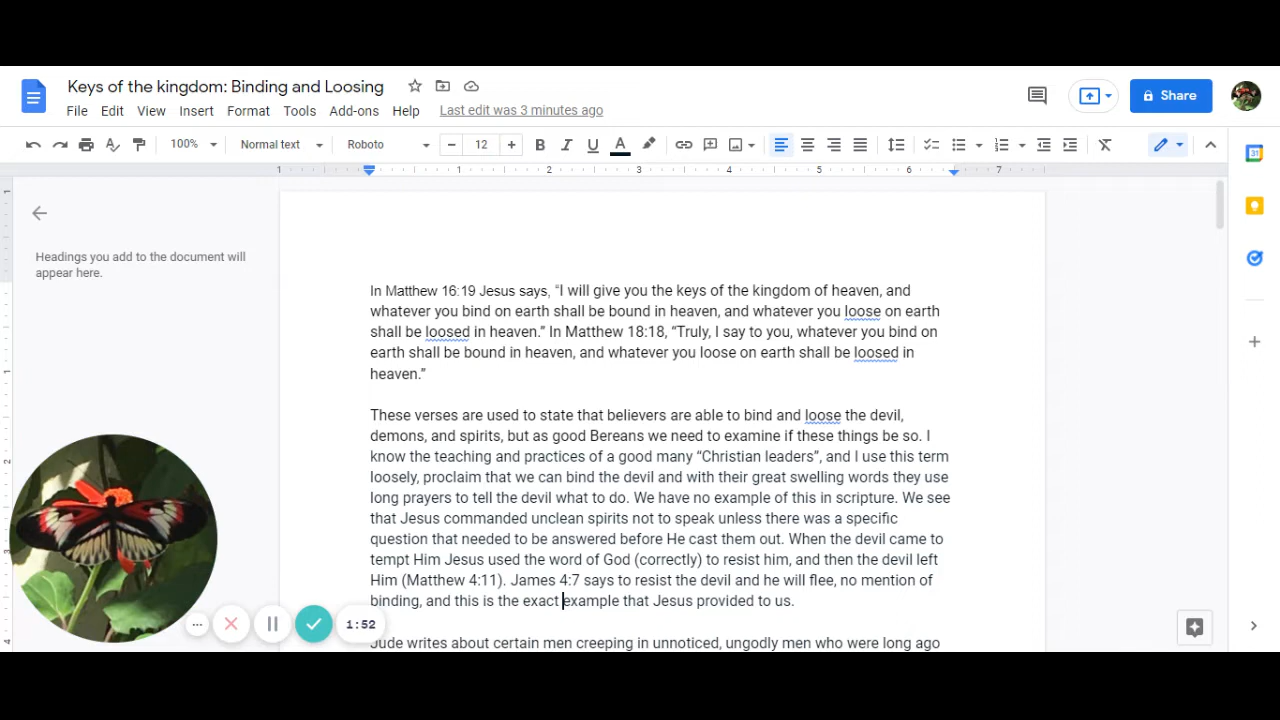 Keys of the kingdom: Binding and Loosing
File Edit View Insert Format Tools Add-ons Help Last edit was 3 minutes ago
Share
100% Normal text Roboto 12 B I U A
1 1 2 3 4 5 6 7
Headings you add to the document will
appear here.
In Matthew 16:19 Jesus says, “I will give you the keys of the kingdom of heaven, and
whatever you bind on earth shall be bound in heaven, and whatever you loose on earth
shall be loosed in heaven.” In Matthew 18:18, “Truly, I say to you, whatever you bind on
earth shall be bound in heaven, and whatever you loose on earth shall be loosed in
heaven.”
These verses are used to state that believers are able to bind and loose the devil,
demons, and spirits, but as good Bereans we need to examine if these things be so. I
know the teaching and practices of a good many “Christian leaders”, and I use this term
loosely, proclaim that we can bind the devil and with their great swelling words they use
long prayers to tell the devil what to do. We have no example of this in scripture. We see
that Jesus commanded unclean spirits not to speak unless there was a specific
question that needed to be answered before He cast them out. When the devil came to
tempt Him Jesus used the word of God (correctly) to resist him, and then the devil left
Him (Matthew 4:11). James 4:7 says to resist the devil and he will flee, no mention of
binding, and this is the exact example that Jesus provided to us.
Jude writes about certain men creeping in unnoticed, ungodly men who were long ago
1:52
31
1
1
2
3
4